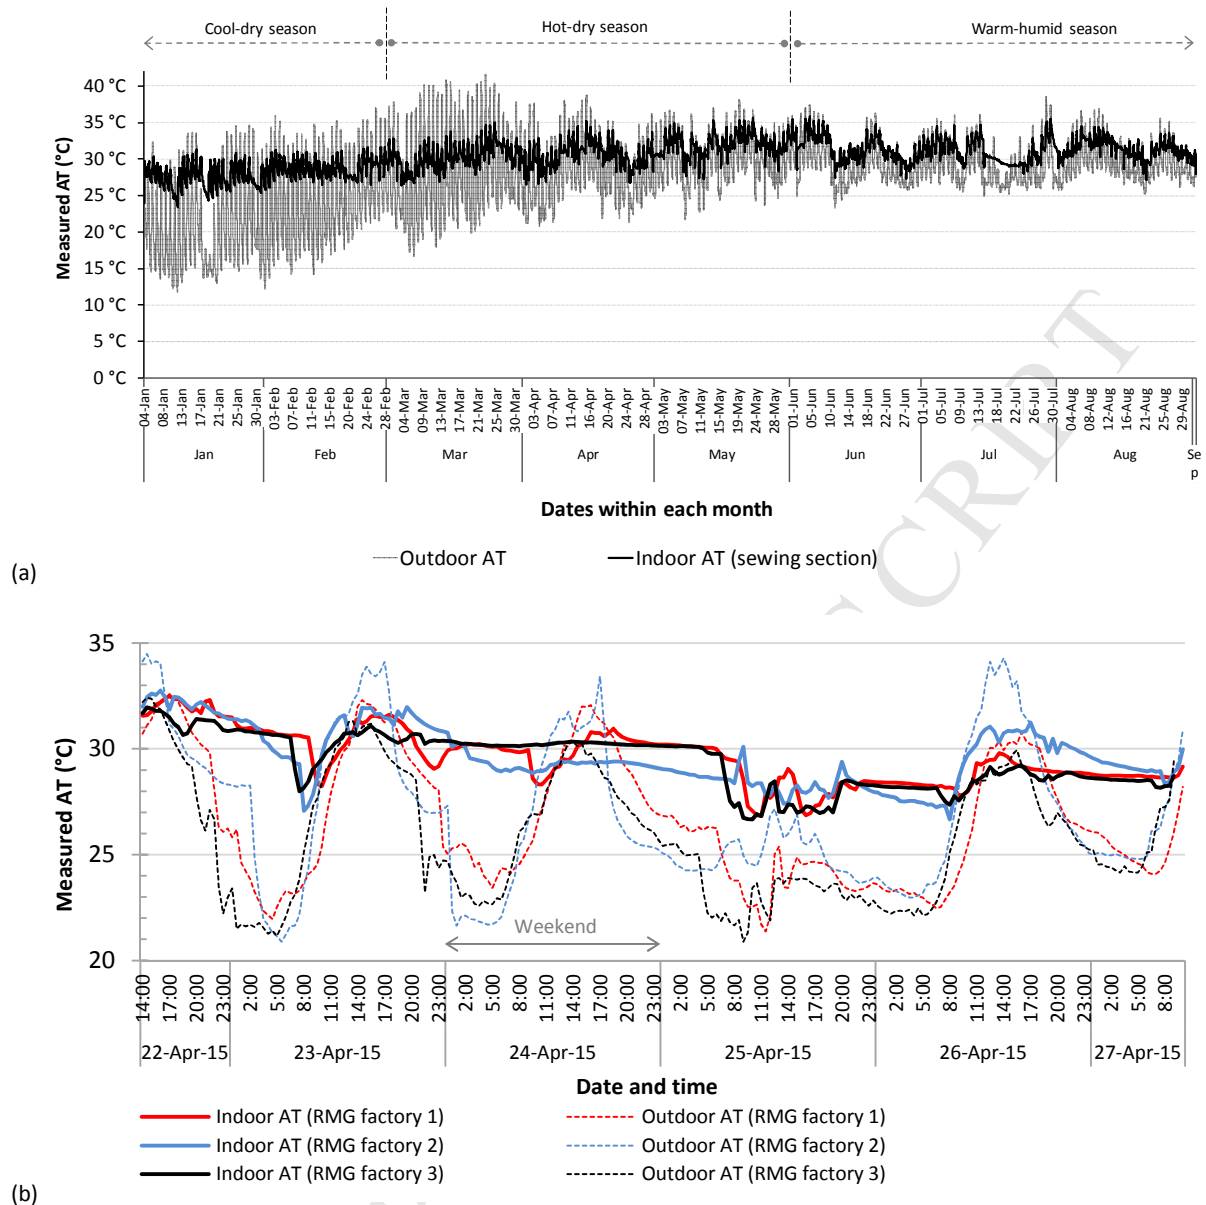 Cool-dry season Hot-dry season Warm-humid season
40 °C
35 °C
30 °C
25 °C
20 °C
15 °C
10 °C
5 °C
0 °C
Measured AT (°C)
04-Jan 08-Jan 13-Jan 17-Jan 21-Jan 25-Jan 30-Jan 03-Feb 07-Feb 11-Feb 15-Feb 20-Feb 24-Feb 28-Feb 04-Mar 09-Mar 13-Mar 17-Mar 21-Mar 26-Mar 30-Mar 03-Apr 07-Apr 12-Apr 16-Apr 20-Apr 24-Apr 28-Apr 03-May 07-May 11-May 15-May 19-May 24-May 28-May 01-Jun 05-Jun 10-Jun 14-Jun 18-Jun 22-Jun 27-Jun 01-Jul 05-Jul 09-Jul 13-Jul 18-Jul 22-Jul 26-Jul 30-Jul 04-Aug 08-Aug 12-Aug 16-Aug 21-Aug 25-Aug 29-Aug
Jan Feb Mar Apr May Jun Jul Aug Se
p
Dates within each month
Outdoor AT Indoor AT (sewing section)
(a)
CRIPT
35
30
25
20
Measured AT (°C)
Weekend
14:00 17:00 20:00 23:00 2:00 5:00 8:00 11:00 14:00 17:00 20:00 23:00 2:00 5:00 8:00 11:00 14:00 17:00 20:00 23:00 2:00 5:00 8:00 11:00 14:00 17:00 20:00 23:00 2:00 5:00 8:00 11:00 14:00 17:00 20:00 23:00 2:00 5:00 8:00
22-Apr-15 23-Apr-15 24-Apr-15 25-Apr-15 26-Apr-15 27-Apr-15
Date and time
Indoor AT (RMG factory 1) Outdoor AT (RMG factory 1)
Indoor AT (RMG factory 2) Outdoor AT (RMG factory 2)
Indoor AT (RMG factory 3) Outdoor AT (RMG factory 3)
(b)